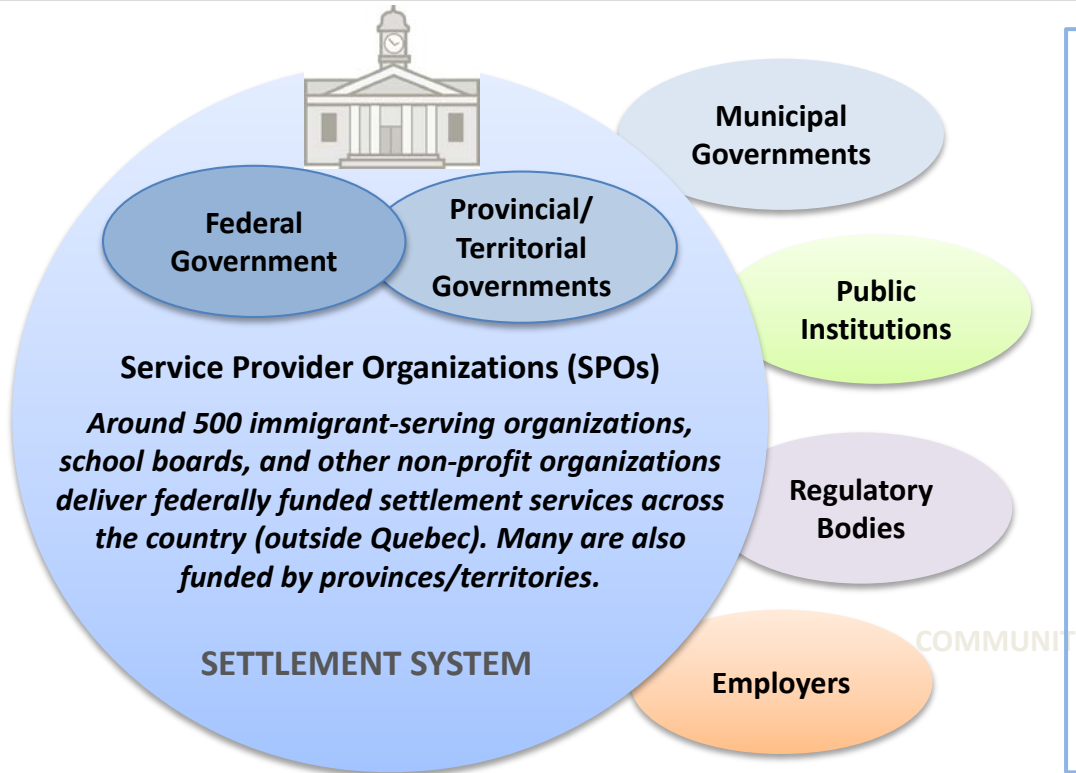 Municipal
Governments
Federal
Government
Provincial/
Territorial
Governments
Public
Institutions
Service Provider Organizations (SPOs)
Around 500 immigrant-serving organizations,
school boards, and other non-profit organizations
deliver federally funded settlement services across
the country (outside Quebec). Many are also
funded by provinces/territories.
Regulatory
Bodies
SETTLEMENT SYSTEM
COMMUNIT
Employers